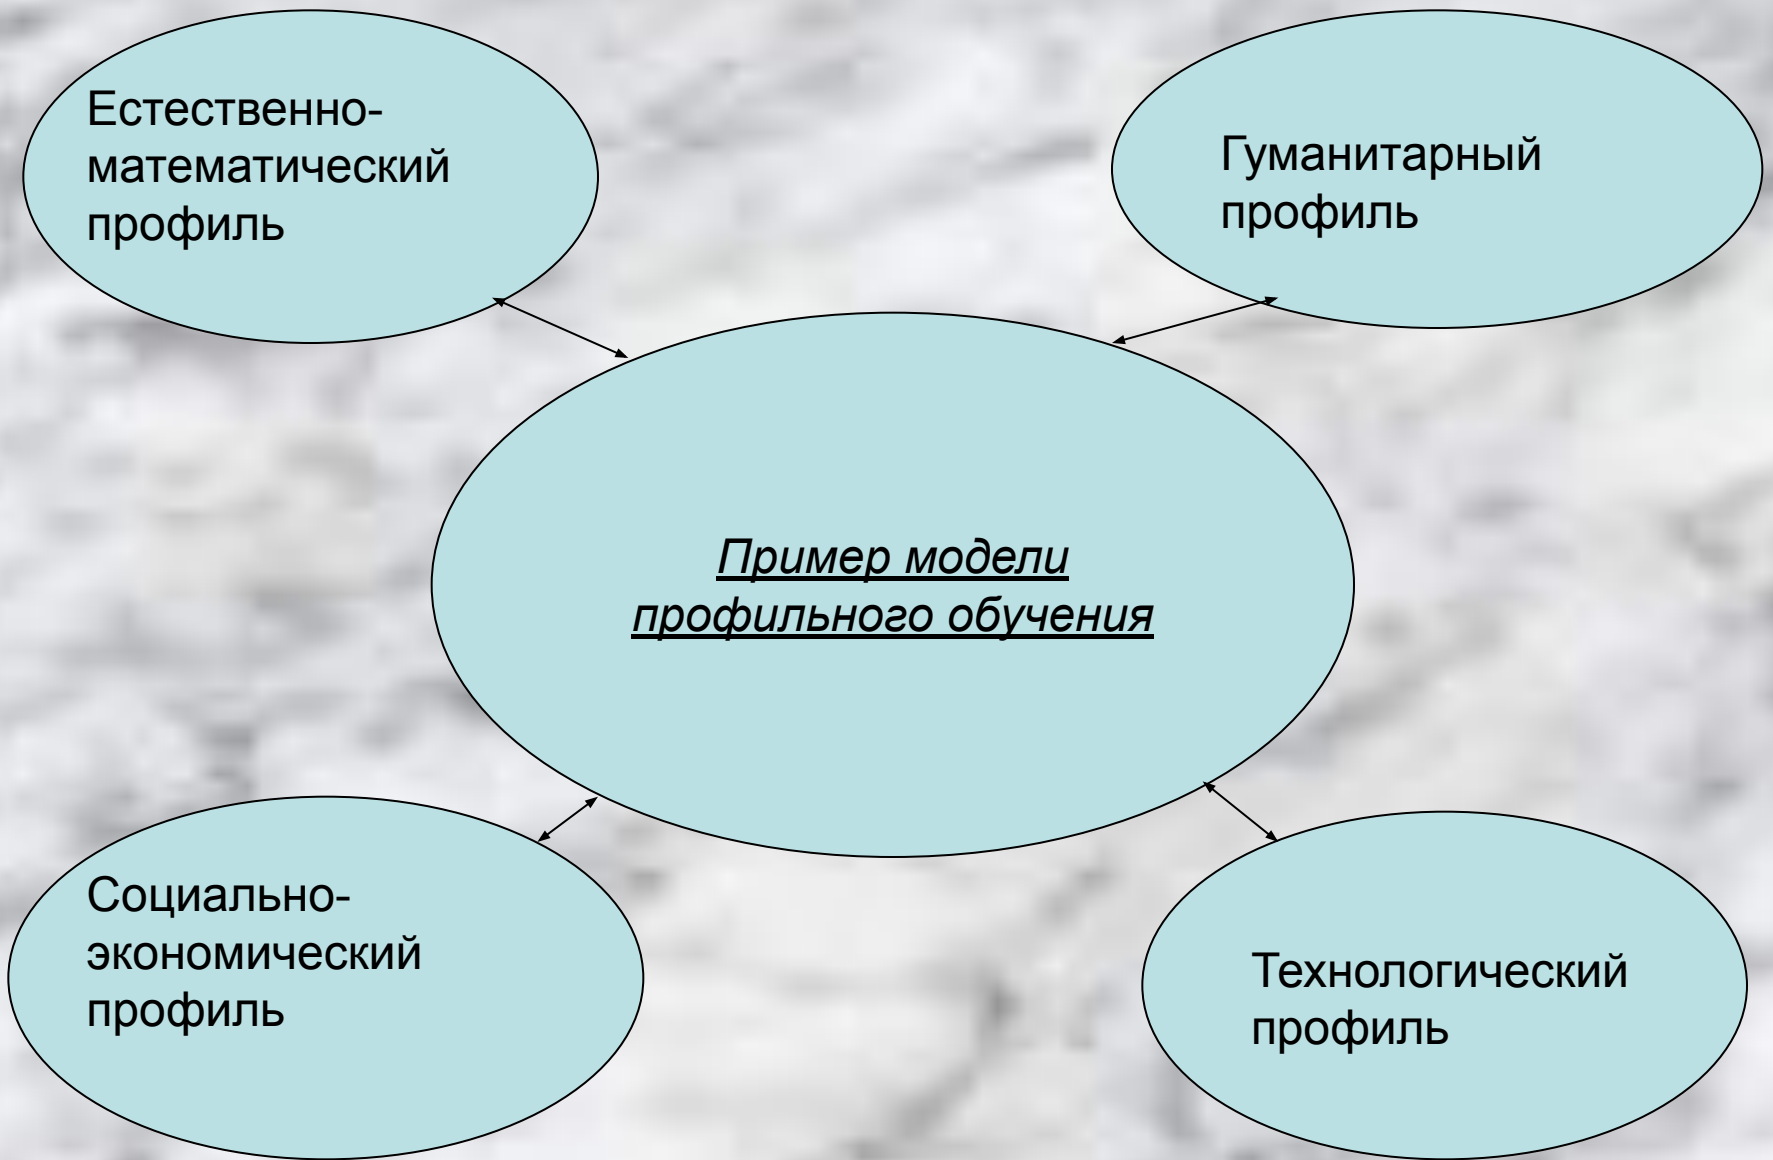 Естественно-
математический
профиль
Гуманитарный
профиль
Пример модели
профильного обучения
Социально-
экономический
профиль
Технологический
профиль